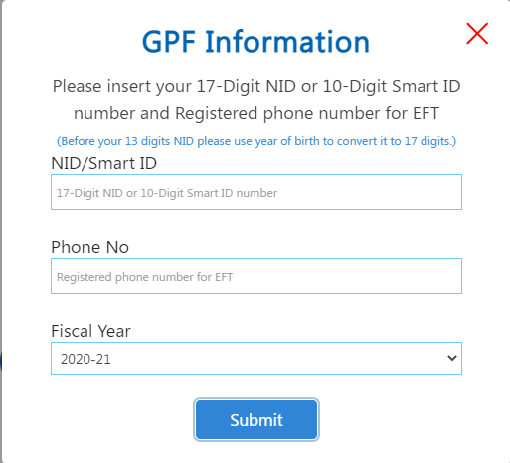 GPF Information
Please insert your 17-Digit NID or 10-Digit Smart ID
number and Registered phone number for EFT
(Before your 13 digits NID please use year of birth to convert it to 17 digits.)
NID/Smart ID
17-Digit NID or 10-Digit Smart ID number
Phone No
Registered phone number for EFT
Fiscal Year
2020-21
Submit